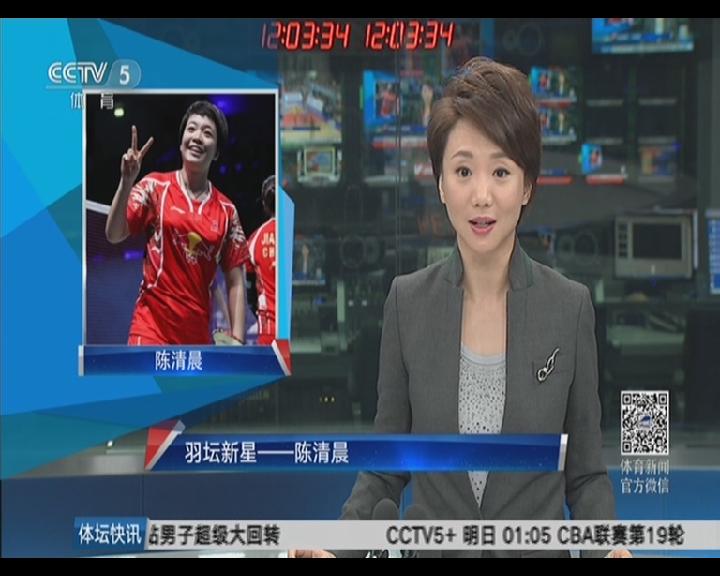 12:03:34 12:03:34
CCTV 5
体育
陈清晨
羽坛新星——陈清晨
体育新闻
官方微信
体坛快讯 站男子超级大回转 CCTV5+ 明日 01:05 CBA联赛第19轮